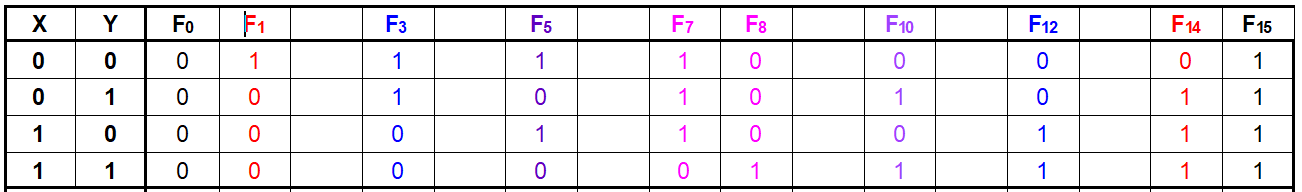 X Y F₀ F₁ F₃ F₅ F₇ F₈ F₁₀ F₁₂ F₁₄ F₁₅
0 0 0 1 1 1 1 0 0 0 0 1
0 1 0 0 1 0 1 0 1 0 1 1
1 0 0 0 0 1 1 0 0 1 1 1
1 1 0 0 0 0 0 1 1 1 1 1